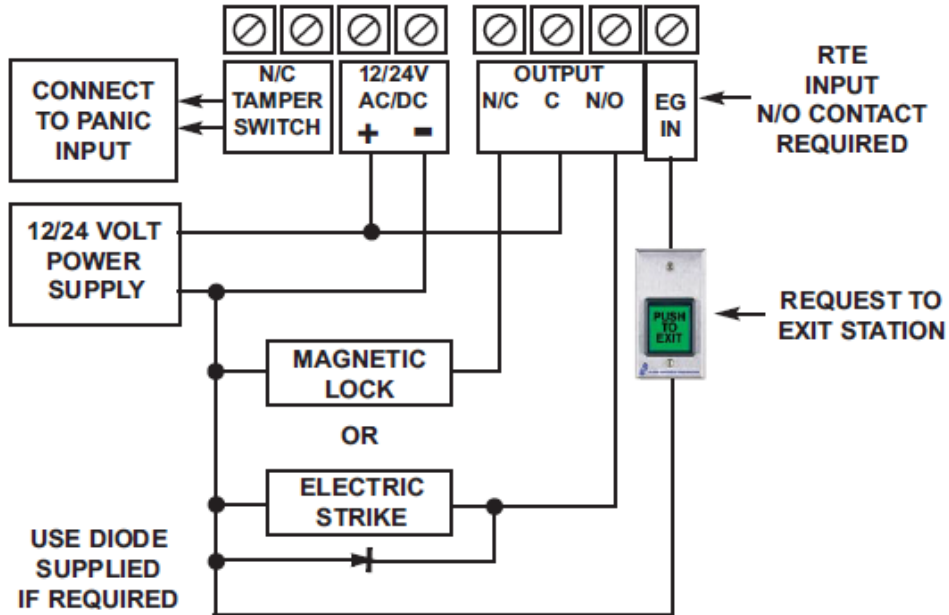 N/C
TAMPER
SWITCH
12/24V
AC/DC
+ -
OUTPUT
N/C C N/O
EG
IN
RTE
INPUT
N/O CONTACT
REQUIRED
CONNECT
TO PANIC
INPUT
12/24 VOLT
POWER
SUPPLY
PUSH
TO
EXIT
REQUEST TO
EXIT STATION
MAGNETIC
LOCK
OR
ELECTRIC
STRIKE
USE DIODE
SUPPLIED
IF REQUIRED